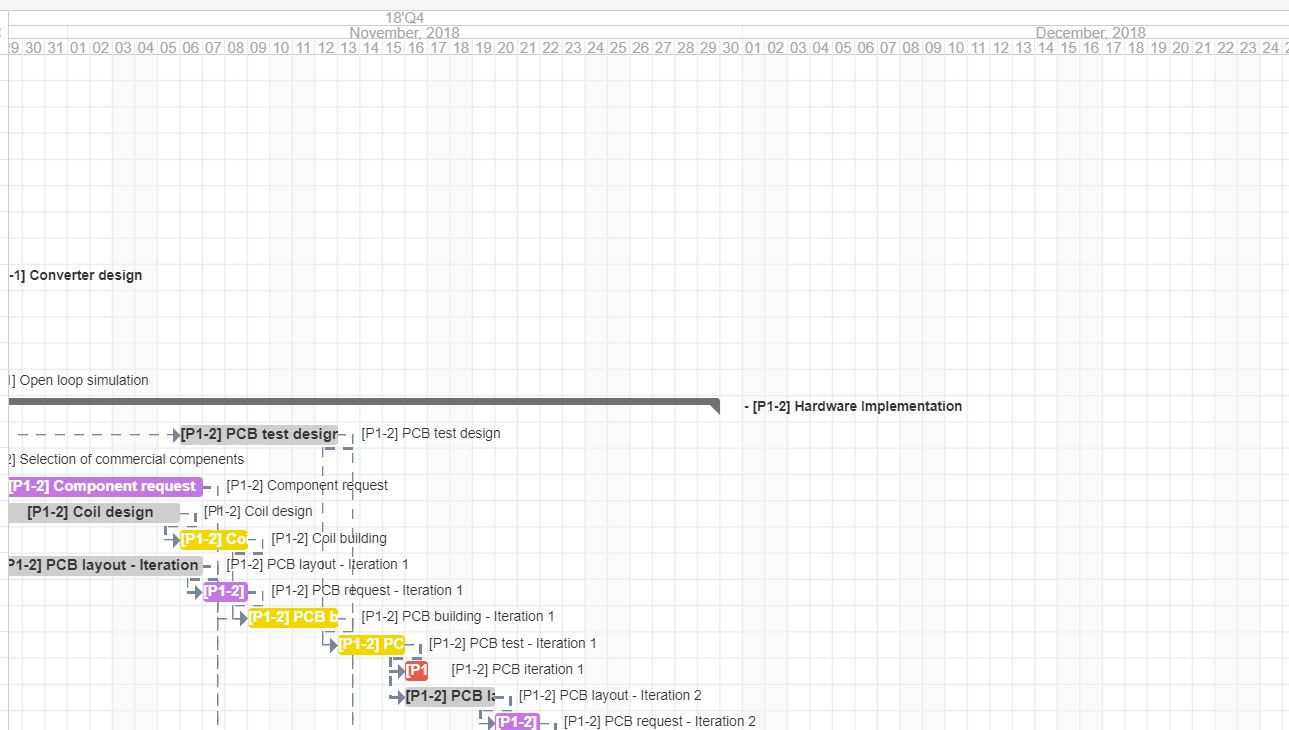 18'Q4
November, 2018
December, 2018
29 30 31 01 02 03 04 05 06 07 08 09 10 11 12 13 14 15 16 17 18 19 20 21 22 23 24 25 26 27 28 29 30 01 02 03 04 05 06 07 08 09 10 11 12 13 14 15 16 17 18 19 20 21 22 23 24 2
-1] Converter design
] Open loop simulation
- [P1-2] Hardware Implementation
[P1-2] PCB test design [P1-2] PCB test design
2] Selection of commercial compenents
[P1-2] Component request [P1-2] Component request
[P1-2] Coil design [P1-2] Coil design
[P1-2] Co [P1-2] Coil building
P1-2] PCB layout - Iteration [P1-2] PCB layout - Iteration 1
[P1-2] [P1-2] PCB request - Iteration 1
[P1-2] PCB b [P1-2] PCB building - Iteration 1
[P1-2] PC [P1-2] PCB test - Iteration 1
[P1 [P1-2] PCB iteration 1
[P1-2] PCB la [P1-2] PCB layout - Iteration 2
[P1-2] [P1-2] PCB request - Iteration 2